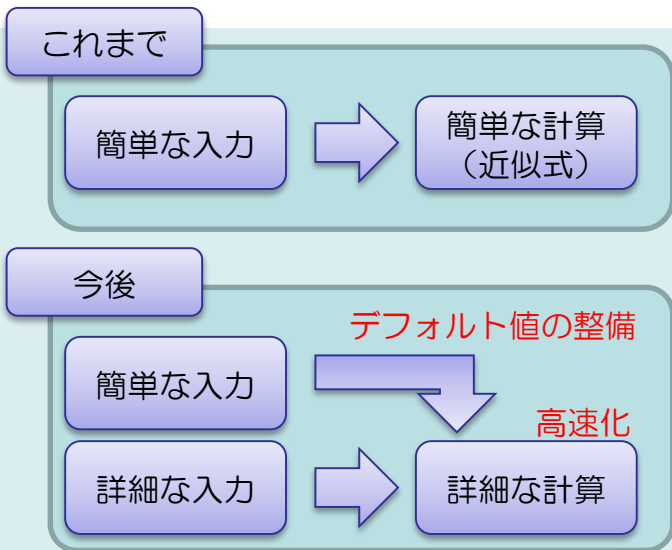 これまで
簡単な入力
簡単な計算
（近似式）
今後
デフォルト値の整備
簡単な入力
高速化
詳細な入力
詳細な計算